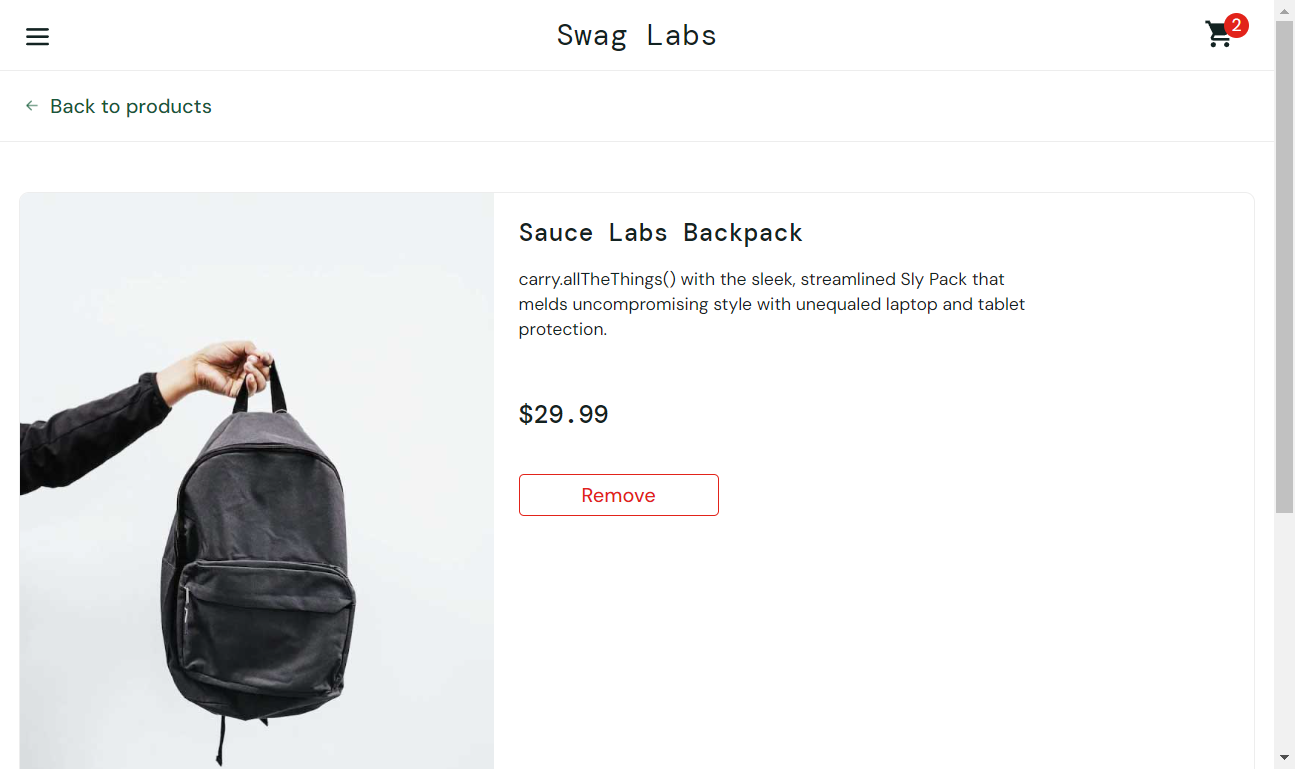 Swag Labs
2
Back to products
Sauce Labs Backpack
carry.allTheThings() with the sleek, streamlined Sly Pack that
melds uncompromising style with unequaled laptop and tablet
protection.
$29.99
Remove